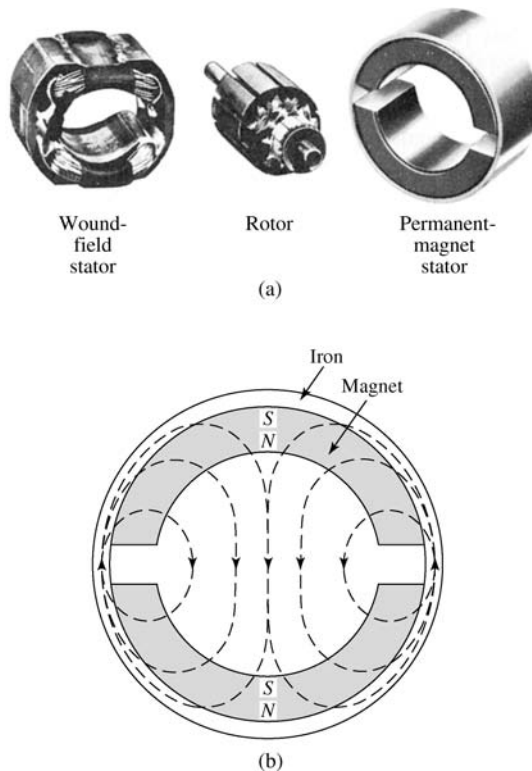 Wound-
field
stator
Rotor
Permanent-
magnet
stator
(a)
Iron
Magnet
S
N
S
N
(b)